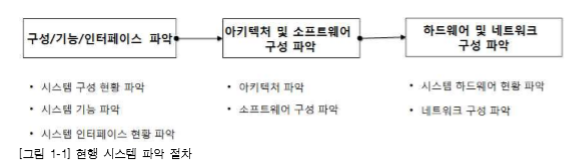 구성/기능/인터페이스 파악
아키텍처 및 소프트웨어
구성 파악
하드웨어 및 네트워크
구성 파악
• 시스템 구성 현황 파악
• 시스템 기능 파악
• 시스템 인터페이스 현황 파악
• 아키텍처 파악
• 소프트웨어 구성 파악
• 시스템 하드웨어 현황 파악
• 네트워크 구성 파악
[그림 1-1] 현행 시스템 파악 절차